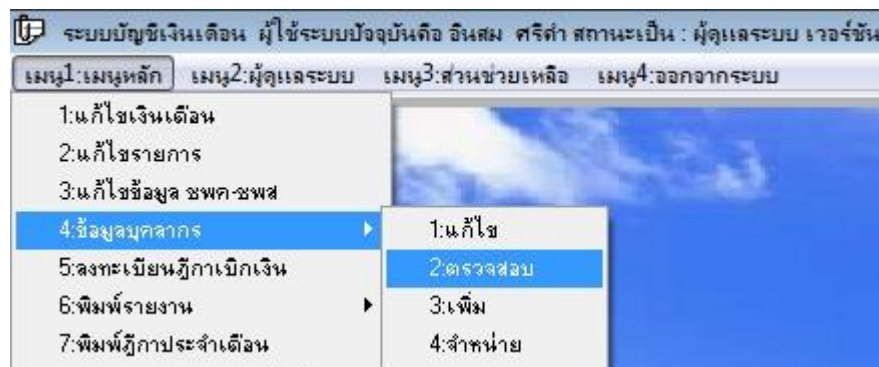 ระบบบัญชีเงินเดือน ผู้ใช้ระบบปัจจุบันคือ อินสม ศรีคำ สถานะเป็น : ผู้ดูแลระบบ เวอร์ชัน
เมนู1:เมนูหลัก เมนู2:ผู้ดูแลระบบ เมนู3:ส่วนช่วยเหลือ เมนู4:ออกจากระบบ
1:แก้ไขเงินเดือน
2:แก้ไขรายการ
3:แก้ไขข้อมูล ชพค-ชพส
4:ข้อมูลบุคลากร
1:แก้ไข
5:ลงทะเบียนฎีกาเบิกเงิน
2:ตรวจสอบ
6:พิมพ์รายงาน
3:เพิ่ม
7:พิมพ์ฎีกาประจำเดือน
4:จำหน่าย